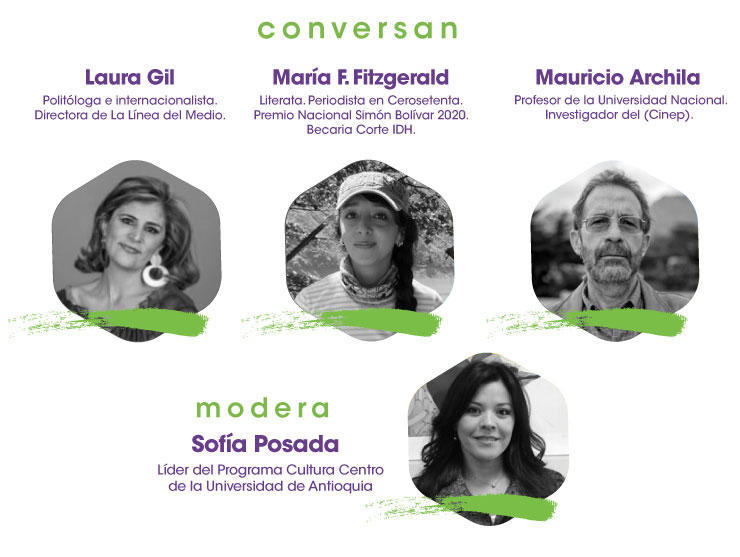 conversan
Laura Gil
Politóloga e internacionalista.
Directora de La Línea del Medio.
María F. Fitzgerald
Literata. Periodista en Cerosetenta.
Premio Nacional Simón Bolívar 2020.
Becaria Corte IDH.
Mauricio Archila
Profesor de la Universidad Nacional.
Investigador del (Cinep).
modera
Sofía Posada
Líder del Programa Cultura Centro
de la Universidad de Antioquia